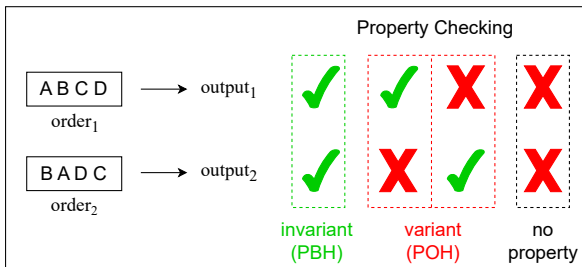 Property Checking
A B C D
output1
order1
B A D C
output2
order2
invariant
(PBH)
variant
(POH)
no
property